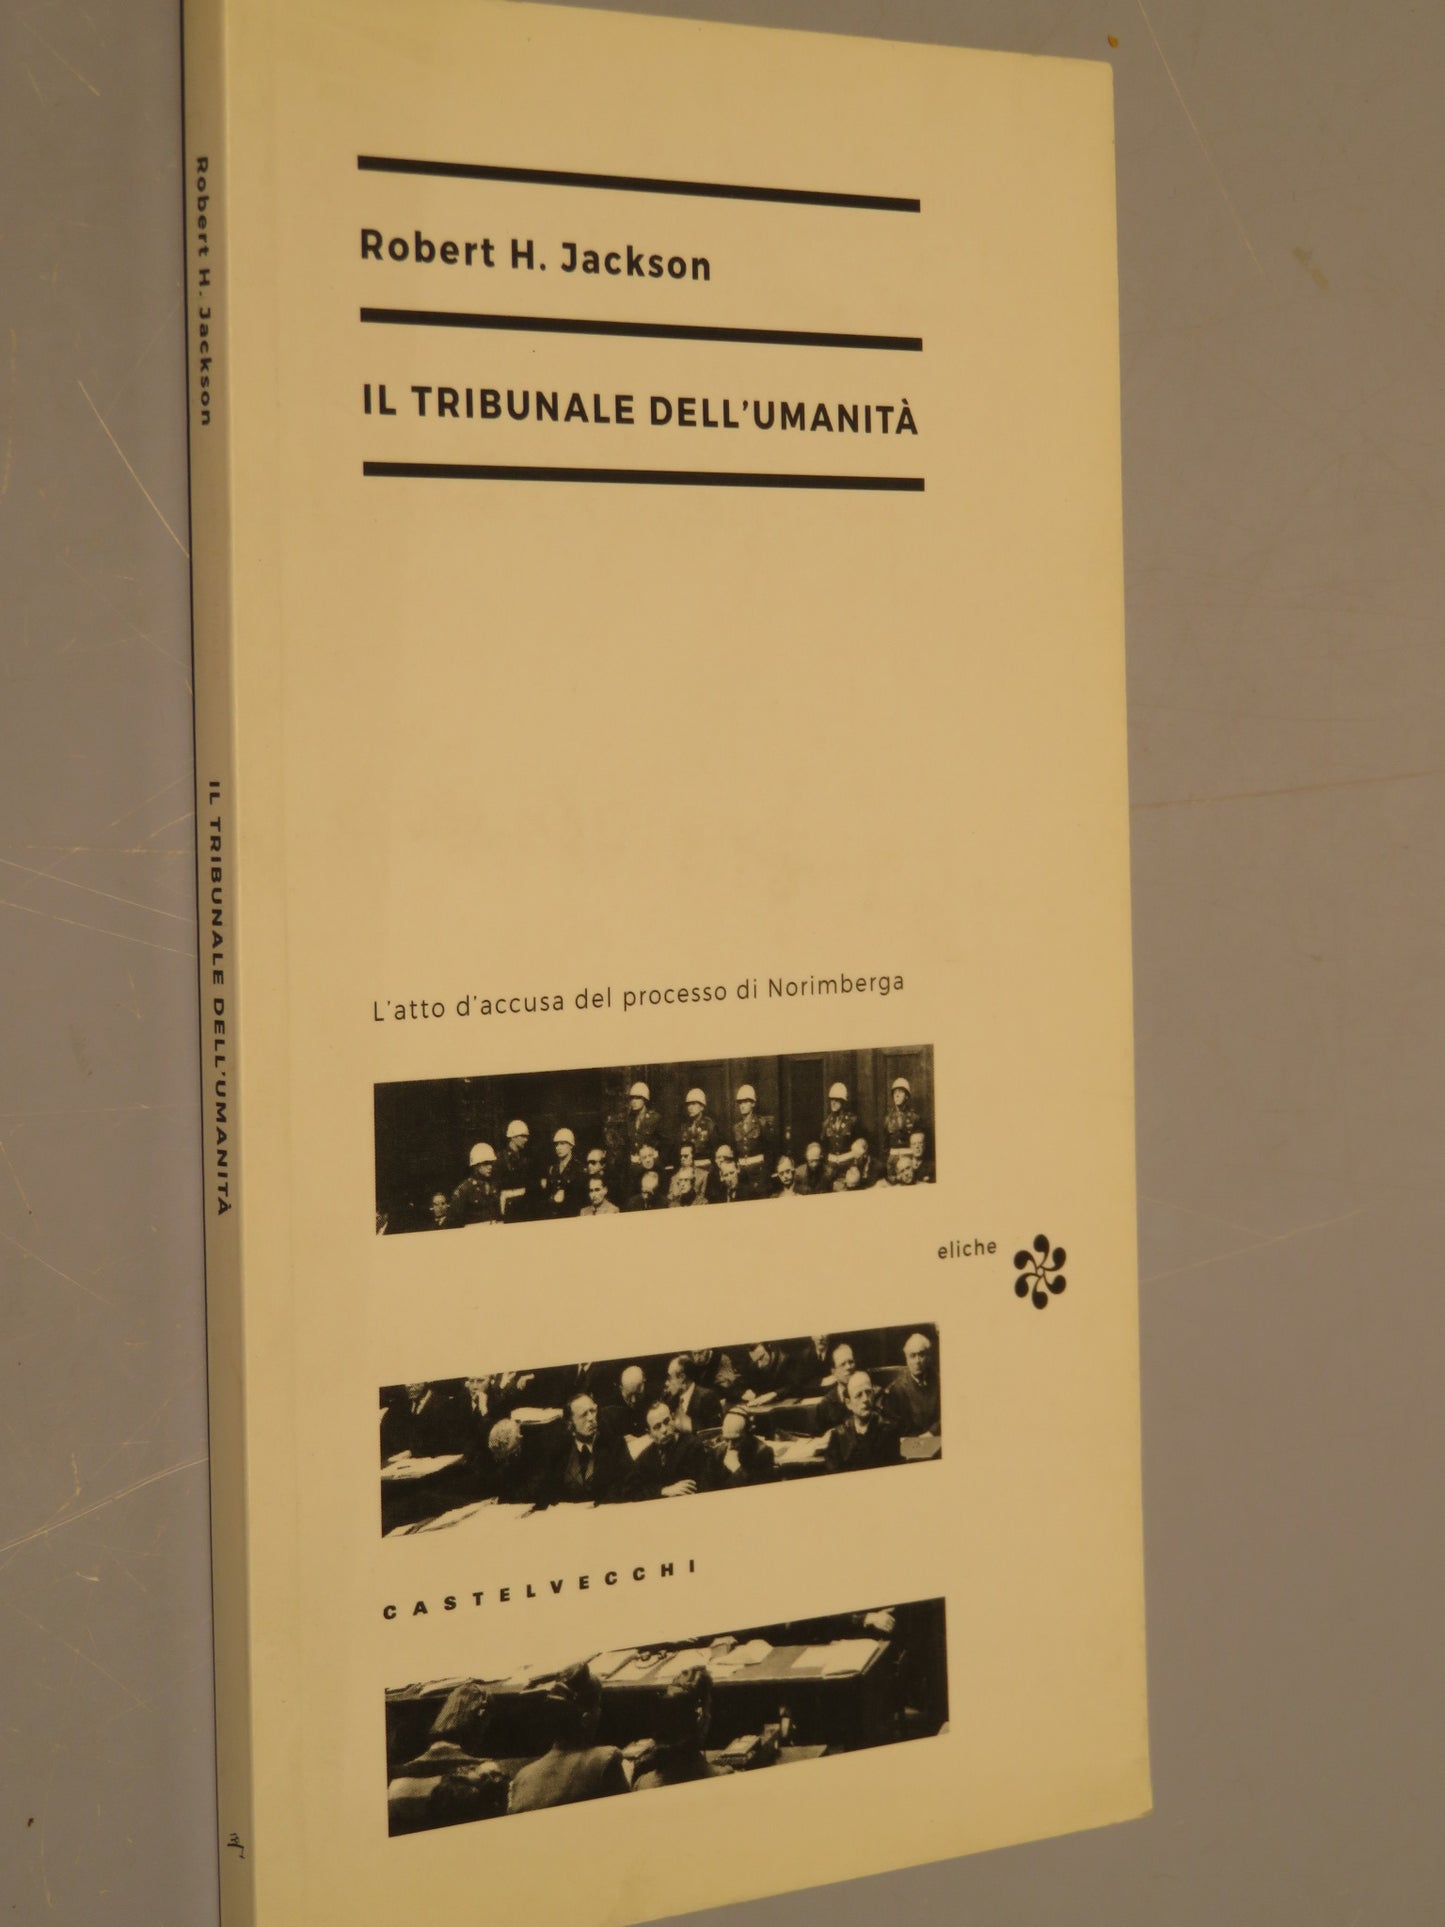 Robert H. Jackson
IL TRIBUNALE DELL'UMANITÀ
Robert H. Jackson
IL TRIBUNALE DELL'UMANITÀ
L'atto d'accusa del processo di Norimberga
eliche
CASTELVECCHI